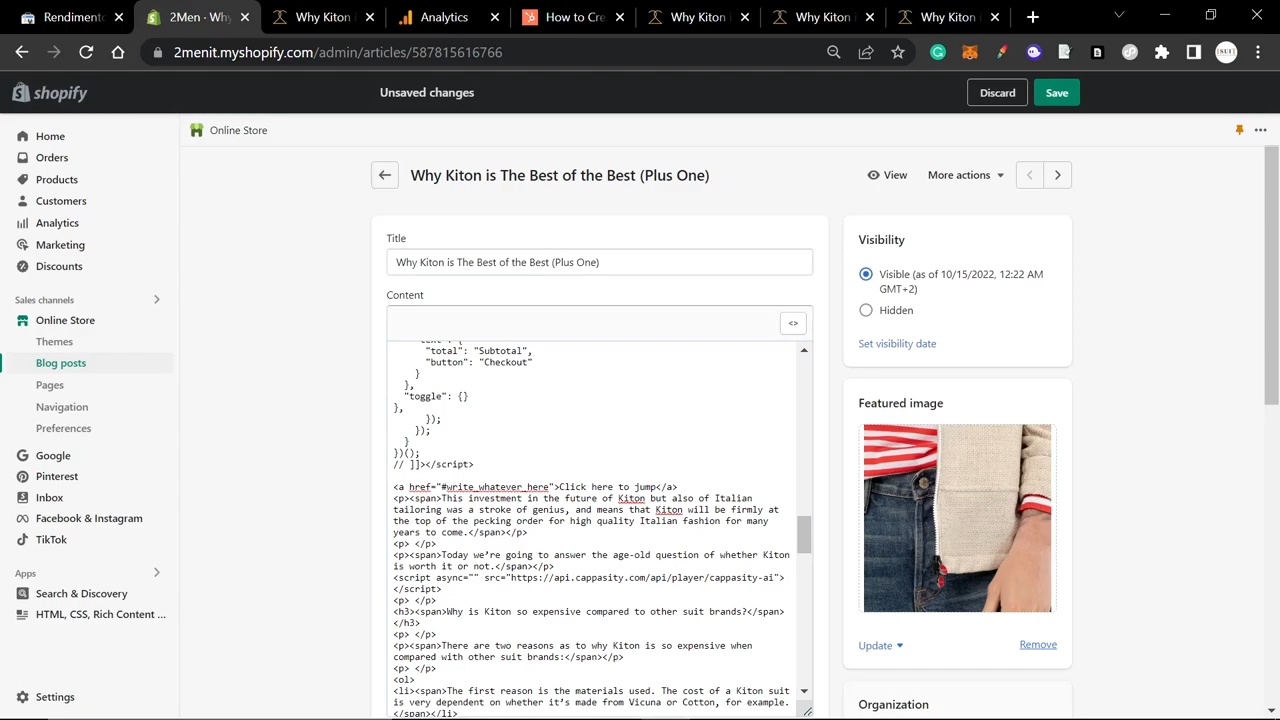 Rendimento
2Men · Why
Why Kiton i
Analytics
How to Cre
Why Kiton
Why Kiton i
Why Kiton
2menit.myshopify.com/admin/articles/587815616766
shopify
Unsaved changes
Discard
Save
Home
Orders
Products
Customers
Analytics
Marketing
Discounts
Sales channels
Online Store
Themes
Blog posts
Pages
Navigation
Preferences
Google
Pinterest
Inbox
Facebook & Instagram
TikTok
Apps
Search & Discovery
HTML, CSS, Rich Content ...
Settings
Online Store
Why Kiton is The Best of the Best (Plus One)
View
More actions
Title
Why Kiton is The Best of the Best (Plus One)
Content
<>
"text": {
"total": "Subtotal",
"button": "Checkout"
}
},
"toggle": {}
},
});
});
}
})();
// ]]></script>
<a href="#write_whatever_here">Click here to jump</a>
<p><span>This investment in the future of Kiton but also of Italian
tailoring was a stroke of genius, and means that Kiton will be firmly at
the top of the pecking order for high quality Italian fashion for many
years to come.</span></p>
<p> </p>
<p><span>Today we’re going to answer the age-old question of whether Kiton
is worth it or not.</span></p>
<script async="" src="https://api.cappasity.com/api/player/cappasity-ai">
</script>
<p> </p>
<h3><span>Why is Kiton so expensive compared to other suit brands?</span>
</h3>
<p> </p>
<p><span>There are two reasons as to why Kiton is so expensive when
compared with other suit brands:</span></p>
<p> </p>
<ol>
<li><span>The first reason is the materials used. The cost of a Kiton suit
is very dependent on whether it’s made from Vicuna or Cotton, for example.
</span></li>
Visibility
Visible (as of 10/15/2022, 12:22 AM
GMT+2)
Hidden
Set visibility date
Featured image
Update
Remove
Organization